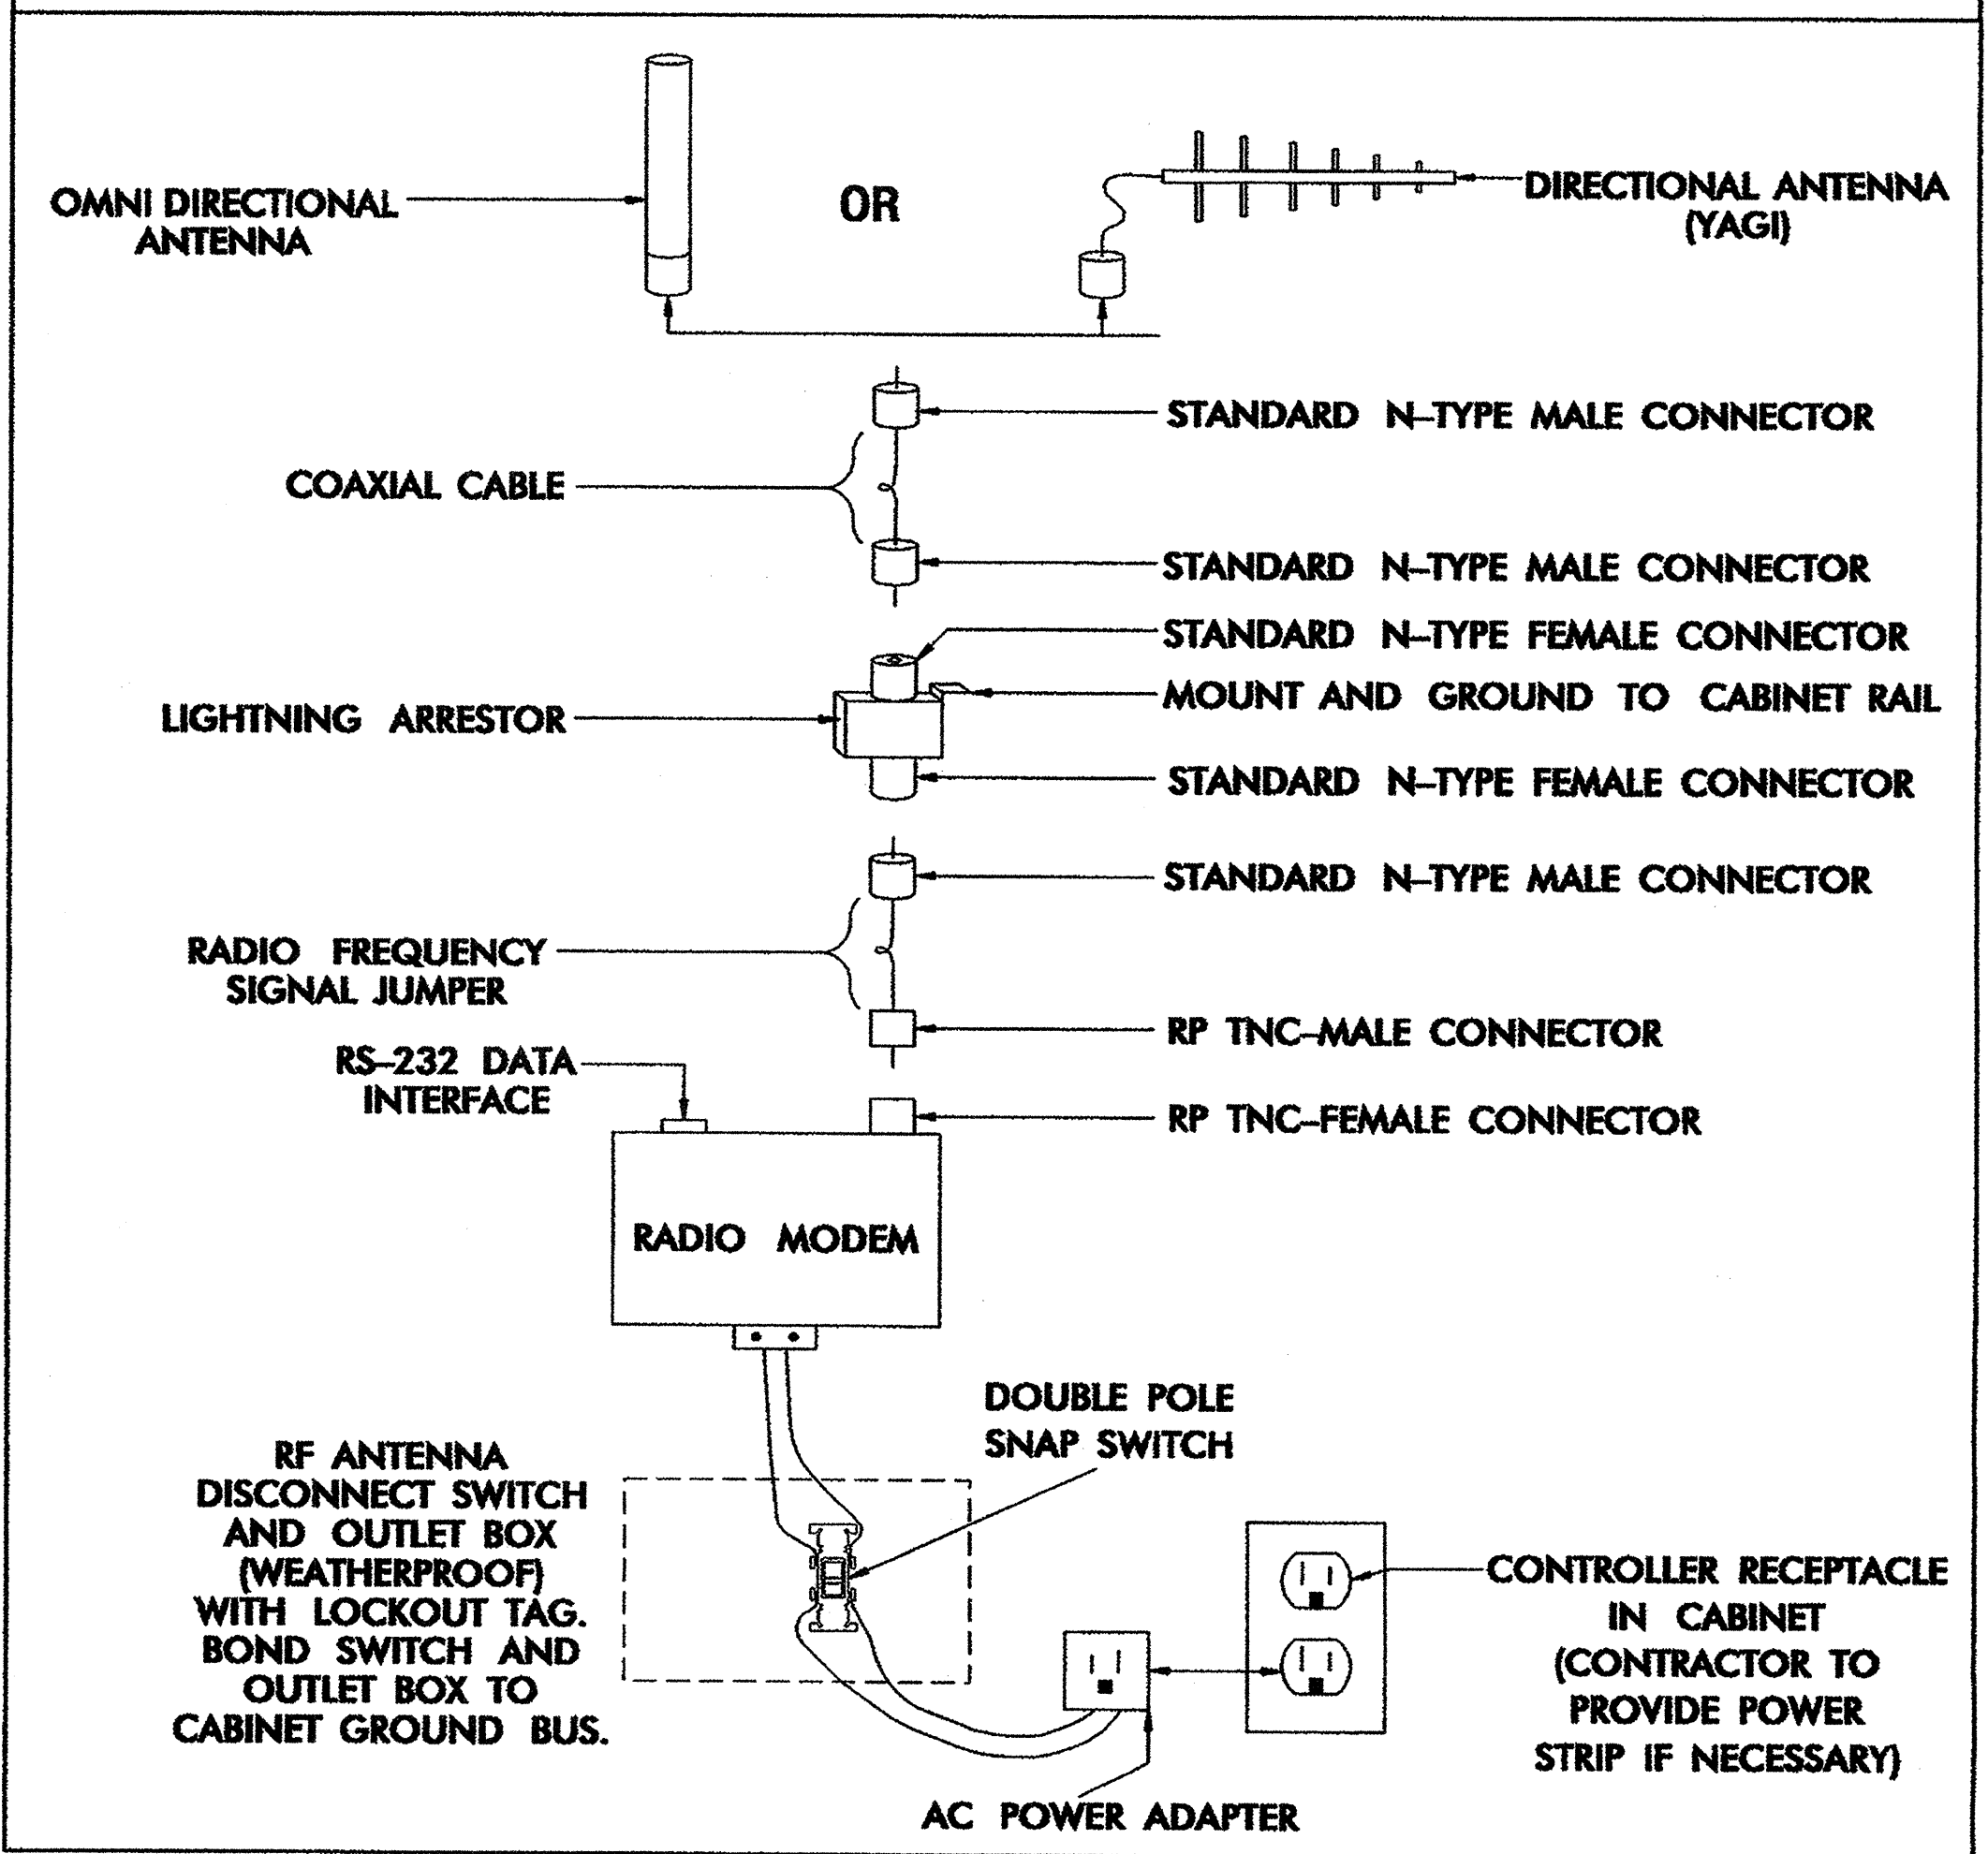 OMNI DIRECTIONAL
ANTENNA
OR
DIRECTIONAL ANTENNA
(YAGI)
STANDARD N-TYPE MALE CONNECTOR
COAXIAL CABLE
STANDARD N-TYPE MALE CONNECTOR
STANDARD N-TYPE FEMALE CONNECTOR
MOUNT AND GROUND TO CABINET RAIL
LIGHTNING ARRESTOR
STANDARD N-TYPE FEMALE CONNECTOR
STANDARD N-TYPE MALE CONNECTOR
RADIO FREQUENCY
SIGNAL JUMPER
RP TNC-MALE CONNECTOR
RS-232 DATA
INTERFACE
RP TNC-FEMALE CONNECTOR
RADIO MODEM
DOUBLE POLE
SNAP SWITCH
RF ANTENNA
DISCONNECT SWITCH
AND OUTLET BOX
(WEATHERPROOF)
WITH LOCKOUT TAG.
BOND SWITCH AND
OUTLET BOX TO
CABINET GROUND BUS.
CONTROLLER RECEPTACLE
IN CABINET
(CONTRACTOR TO
PROVIDE POWER
STRIP IF NECESSARY)
AC POWER ADAPTER